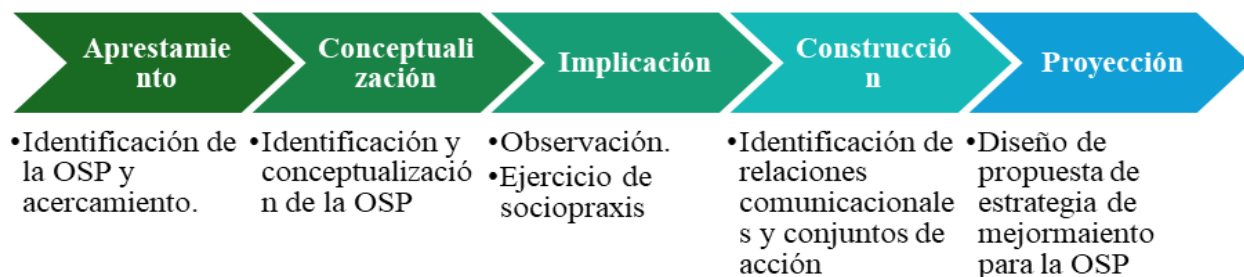 Aprestamie
nto
Conceptuali
zación
Implicación
Construcció
n
Proyección
•Identificación de
la OSP y
acercamiento.
•Identificación y
conceptualizació
n de la OSP
•Observación.
•Ejercicio de
sociopraxis
•Identificación de
relaciones
comunicacionale
s y conjuntos de
acción
•Diseño de
propuesta de
estrategia de
mejormaiento
para la OSP